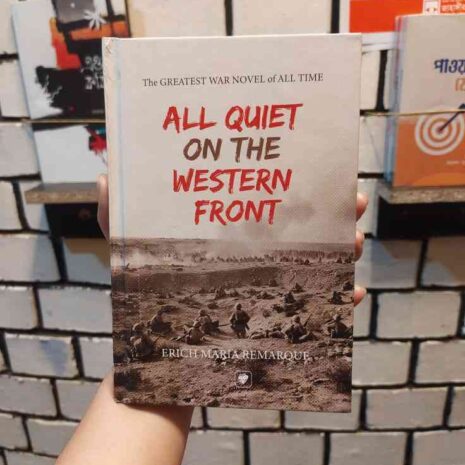 The GREATEST WAR NOVEL of ALL TIME
ALL QUIET
ON THE
WESTERN
FRONT
ERICH MARIA REMARQUE